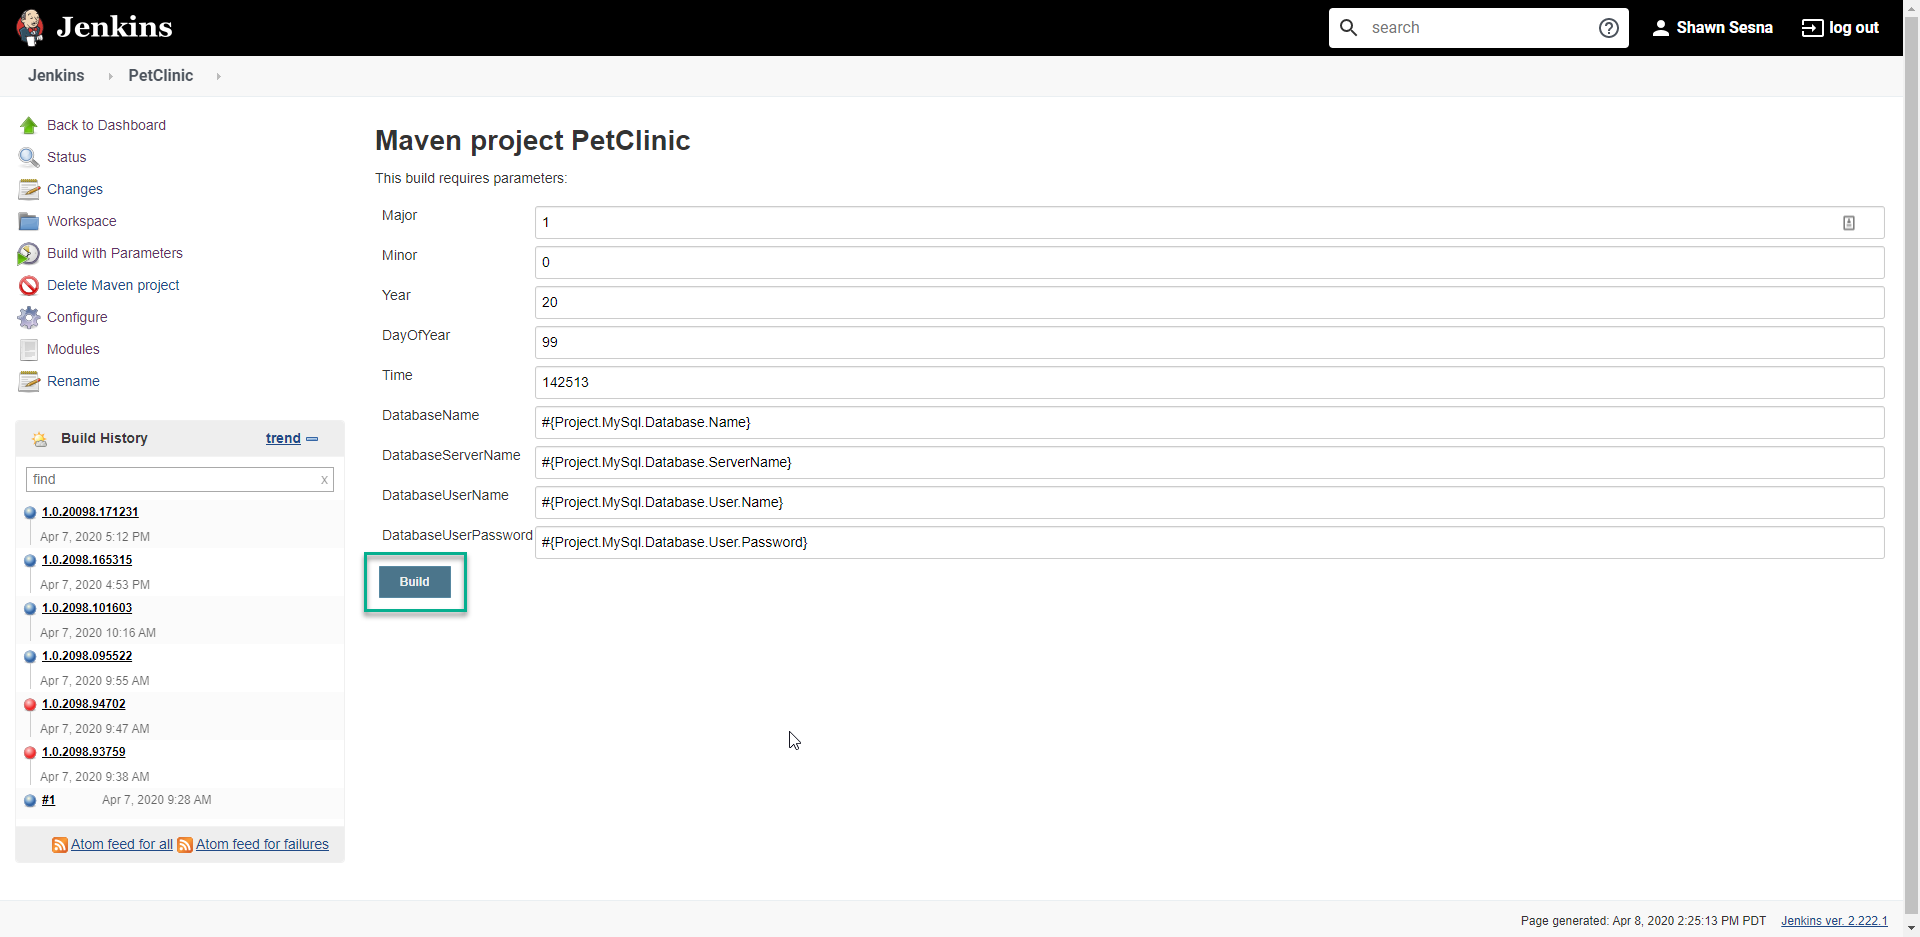 Jenkins
search
Shawn Sesna
log out
Jenkins
PetClinic
Back to Dashboard
Status
Changes
Workspace
Build with Parameters
Delete Maven project
Configure
Modules
Rename
Build History
trend
find
x
1.0.20098.171231
Apr 7, 2020 5:12 PM
1.0.2098.165315
Apr 7, 2020 4:53 PM
1.0.2098.101603
Apr 7, 2020 10:16 AM
1.0.2098.095522
Apr 7, 2020 9:55 AM
1.0.2098.94702
Apr 7, 2020 9:47 AM
1.0.2098.93759
Apr 7, 2020 9:38 AM
#1 Apr 7, 2020 9:28 AM
Atom feed for all Atom feed for failures
Maven project PetClinic
This build requires parameters:
Major 1
Minor 0
Year 20
DayOfYear 99
Time 142513
DatabaseName #{Project.MySql.Database.Name}
DatabaseServerName #{Project.MySql.Database.ServerName}
DatabaseUserName #{Project.MySql.Database.User.Name}
DatabaseUserPassword #{Project.MySql.Database.User.Password}
Build
Page generated: Apr 8, 2020 2:25:13 PM PDT Jenkins ver. 2.222.1